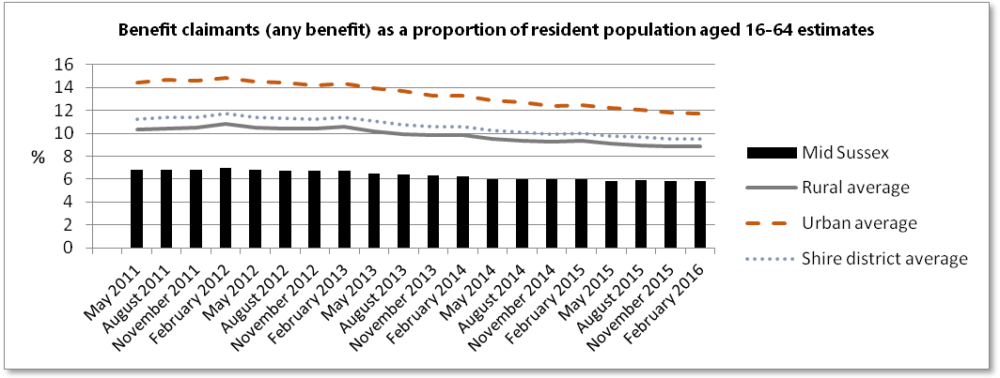 Benefit claimants (any benefit) as a proportion of resident population aged 16-64 estimates
16
14
12
10
8
6
4
2
0
%
May 2011
August 2011
November 2011
February 2012
May 2012
August 2012
November 2012
February 2013
May 2013
August 2013
November 2013
February 2014
May 2014
August 2014
November 2014
February 2015
May 2015
August 2015
November 2015
February 2016
Mid Sussex
Rural average
Urban average
Shire district average